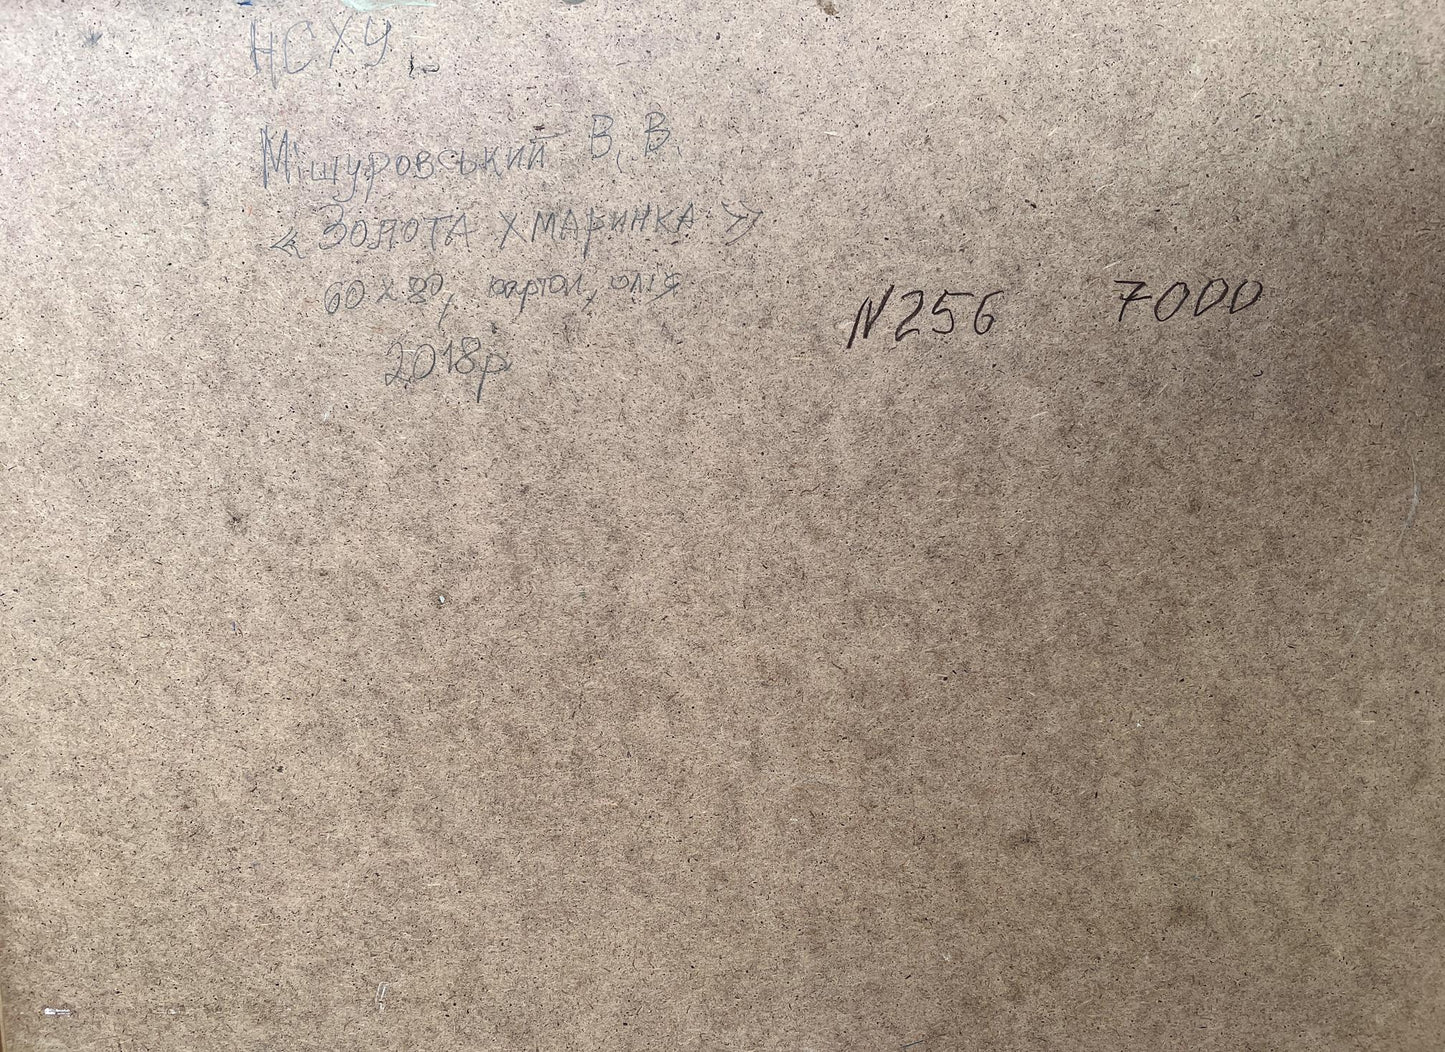 НСХУ
Мішуровський В. В.
« ЗОЛОТА ХМАРИНКА »
60 х 80, картон, олія
2018р
N256 7000